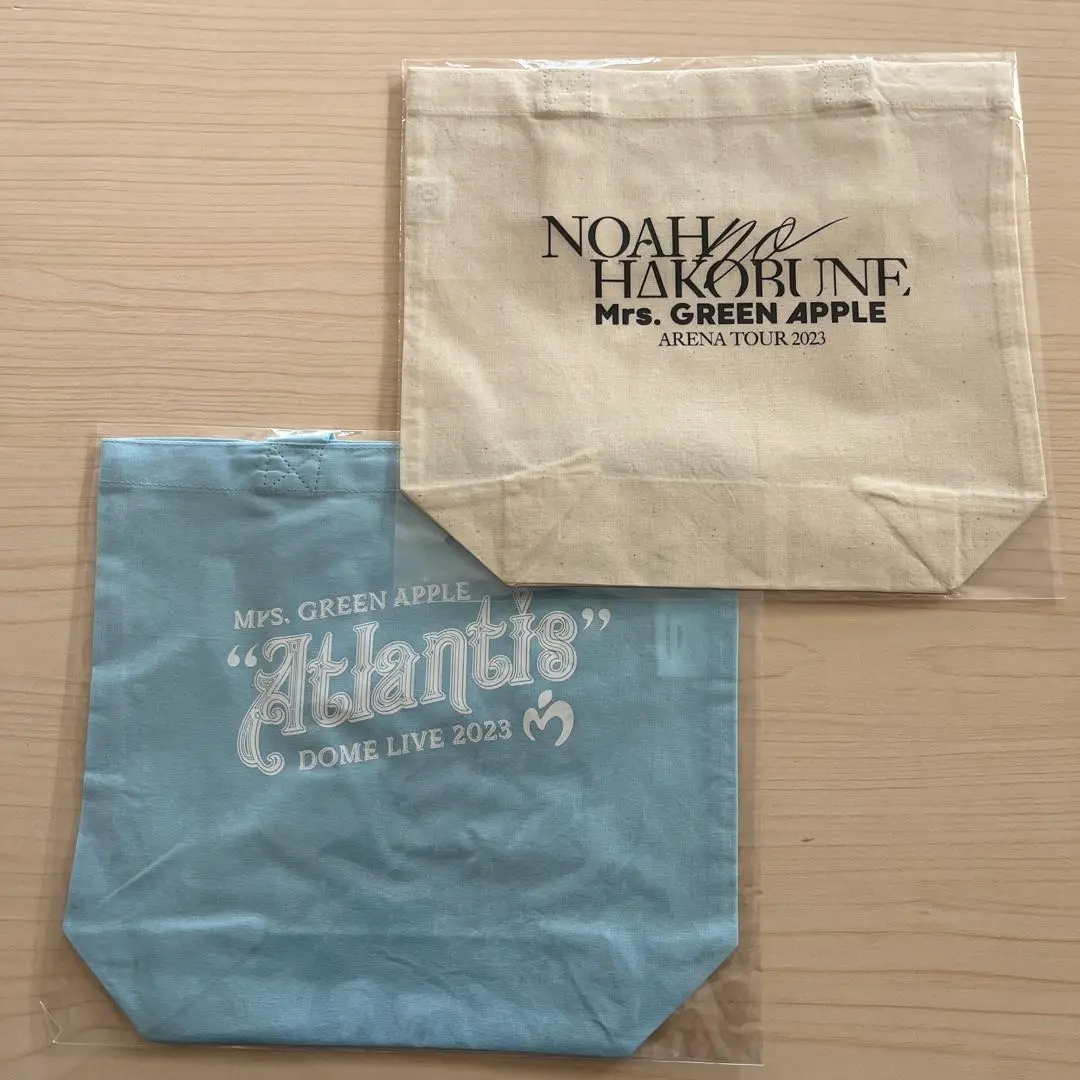 NOAH no
HAKOBUNE
Mrs. GREEN APPLE
ARENA TOUR 2023
Mrs. GREEN APPLE
“Atlantis”
DOME LIVE 2023